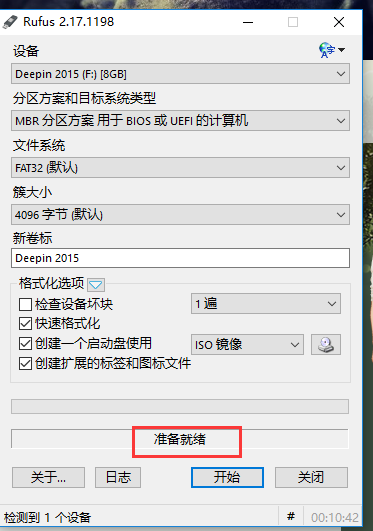 Rufus 2.17.1198
设备
Deepin 2015 (F:) [8GB]
分区方案和目标系统类型
MBR 分区方案 用于 BIOS 或 UEFI 的计算机
文件系统
FAT32 (默认)
簇大小
4096 字节 (默认)
新卷标
Deepin 2015
格式化选项
检查设备坏块 1 遍
快速格式化
创建一个启动盘使用 ISO 镜像
创建扩展的标签和图标文件
准备就绪
关于... 日志 开始 关闭
检测到 1 个设备 # 00:10:42